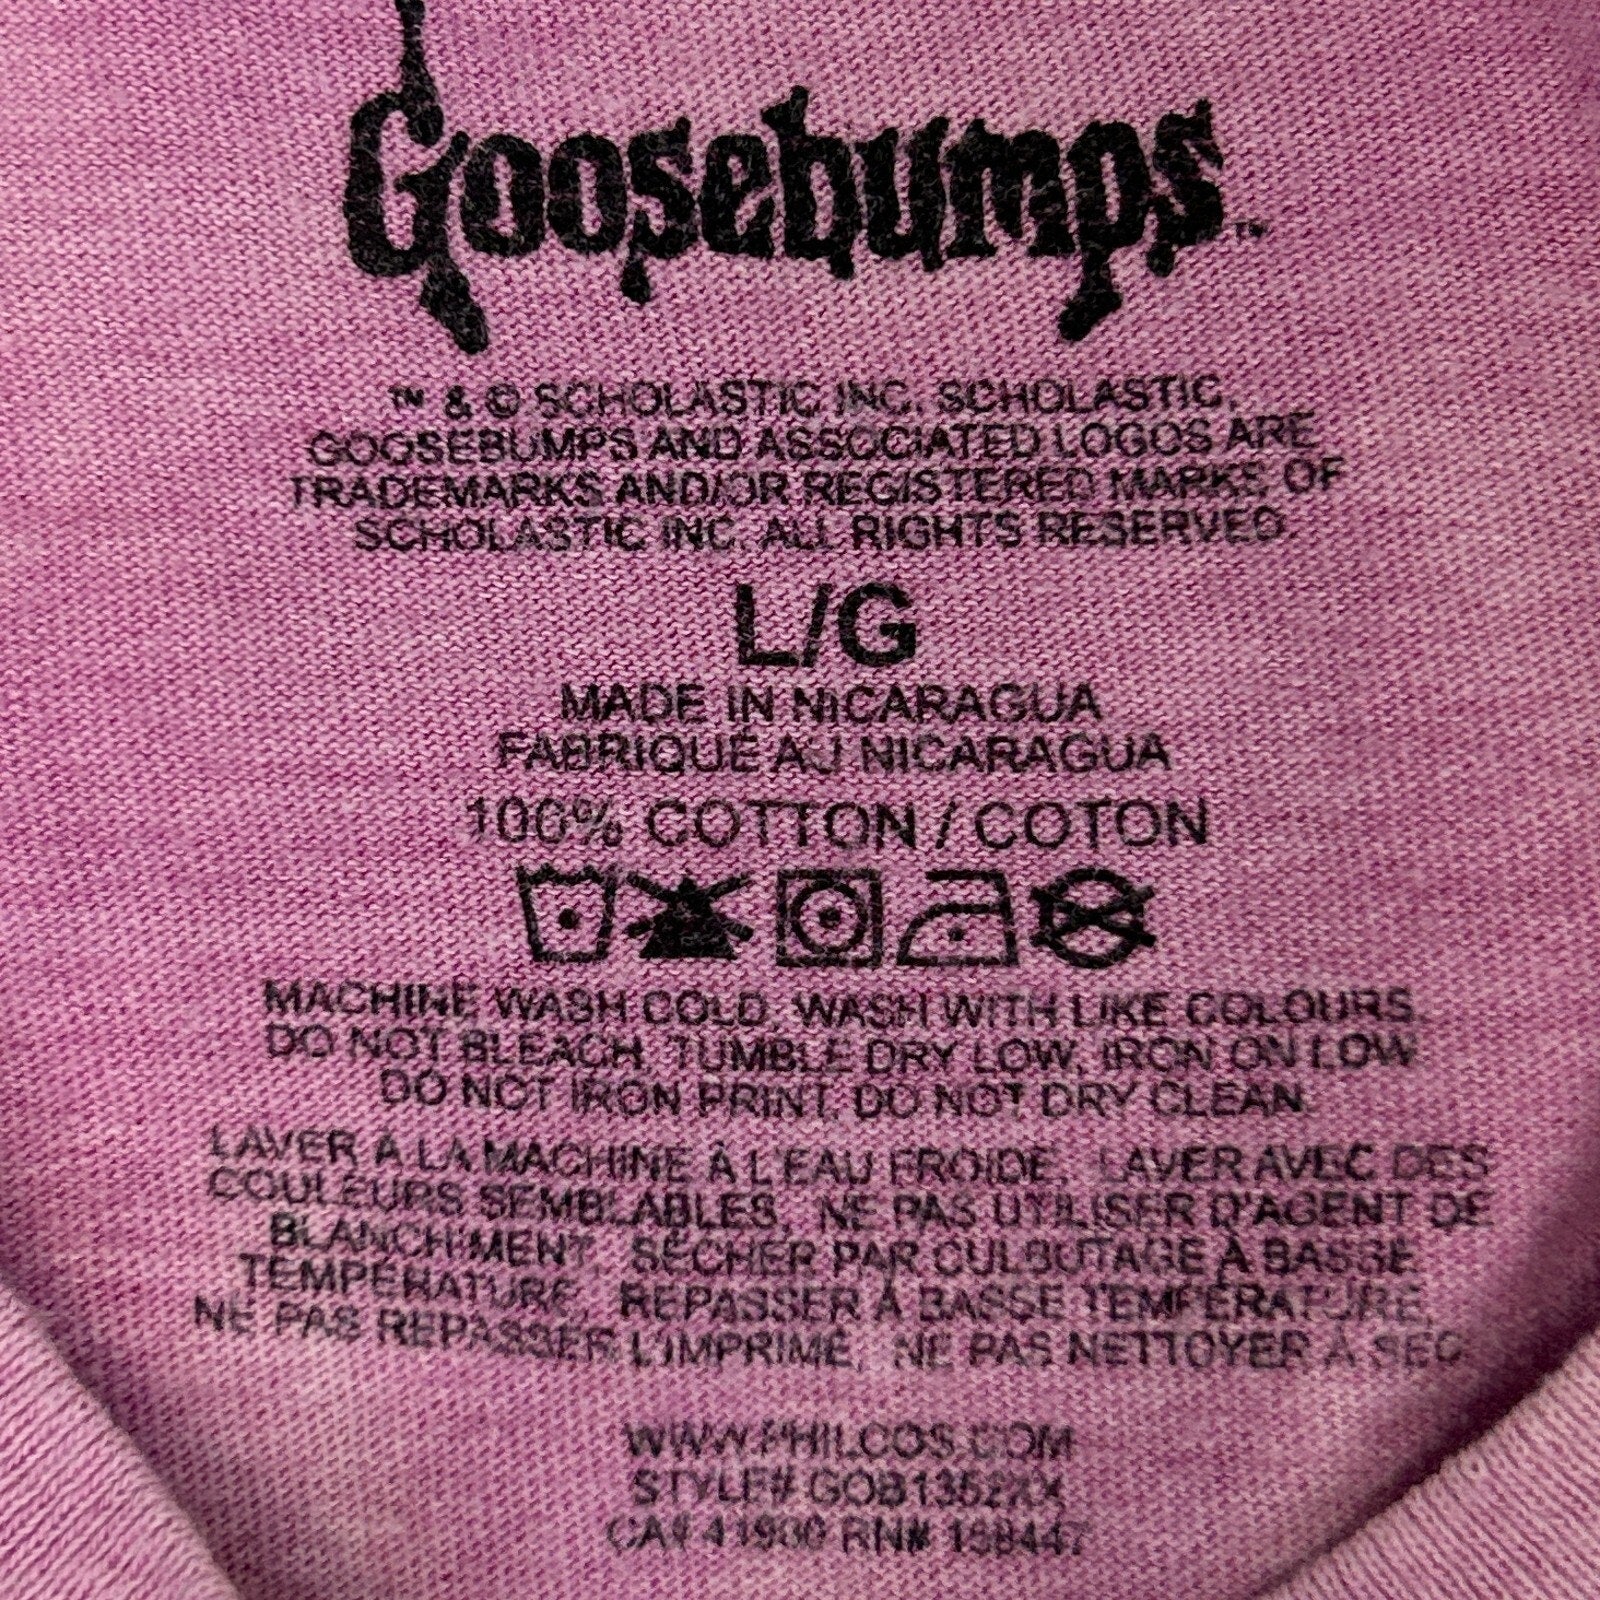 Goosebumps™
™ & © SCHOLASTIC INC. SCHOLASTIC,
GOOSEBUMPS AND ASSOCIATED LOGOS ARE
TRADEMARKS AND/OR REGISTERED MARKS OF
SCHOLASTIC INC. ALL RIGHTS RESERVED.
L/G
MADE IN NICARAGUA
FABRIQUÉ AU NICARAGUA
100% COTTON / COTON
MACHINE WASH COLD, WASH WITH LIKE COLOURS
DO NOT BLEACH, TUMBLE DRY LOW, IRON ON LOW
DO NOT IRON PRINT, DO NOT DRY CLEAN.
LAVER À LA MACHINE À L'EAU FROIDE, LAVER AVEC DES
COULEURS SEMBLABLES, NE PAS UTILISER D'AGENT DE
BLANCHIMENT, SÉCHER PAR CULBUTAGE À BASSE
TEMPÉRATURE, REPASSER À BASSE TEMPÉRATURE,
NE PAS REPASSER L'IMPRIMÉ, NE PAS NETTOYER À SEC
WWW.PHILCOS.COM
STYLE# GOB1352XX
CA# 41900 RN# 158447